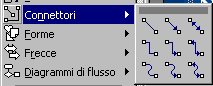 Connettori
Forme
Frecce
Diagrammi di flusso